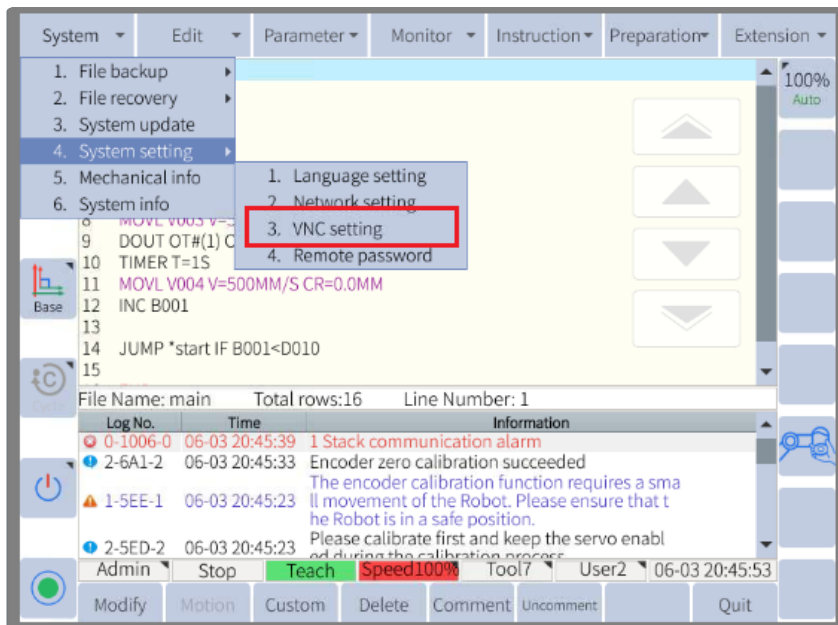 System Edit Parameter Monitor Instruction Preparation Extension
1. File backup
2. File recovery
3. System update
4. System setting
5. Mechanical info
6. System info
1. Language setting
2. Network setting
3. VNC setting
4. Remote password
100%
Auto
8 MOVL V003
9 DOUT OT#(1)
10 TIMER T=1S
11 MOVL V004 V=500MM/S CR=0.0MM
12 INC B001
13
14 JUMP *start IF B001<D010
15
Base
File Name: main Total rows:16 Line Number: 1
Log No. Time Information
0-1006-0 06-03 20:45:39 1 Stack communication alarm
2-6A1-2 06-03 20:45:33 Encoder zero calibration succeeded
1-5EE-1 06-03 20:45:23 The encoder calibration function requires a sma
ll movement of the Robot. Please ensure that t
he Robot is in a safe position.
2-5ED-2 06-03 20:45:23 Please calibrate first and keep the servo enabl
ed during the calibration process
Admin Stop Teach Speed100% Tool7 User2 06-03 20:45:53
Modify Motion Custom Delete Comment Uncomment Quit